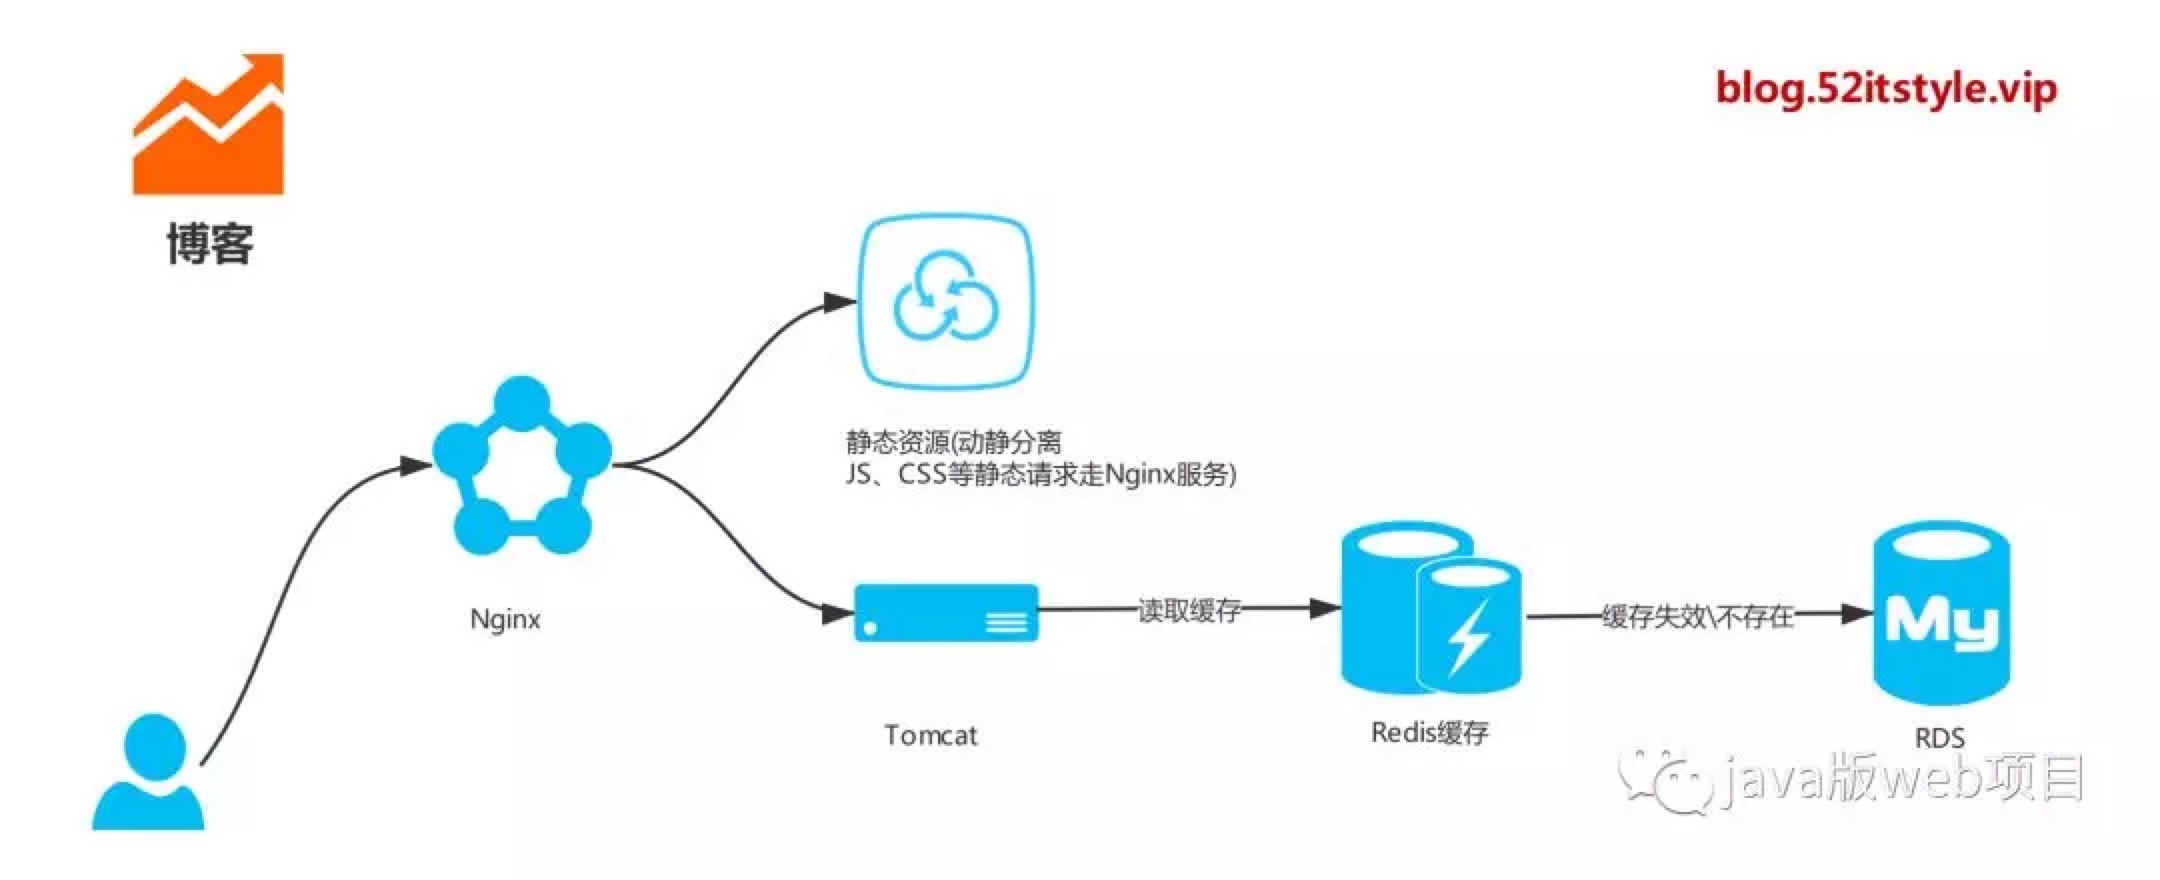 blog.52itstyle.vip
博客
静态资源(动静分离
JS、CSS等静态请求走Nginx服务)
Nginx
读取缓存
缓存失效\不存在
My
Tomcat
Redis缓存
RDS
java版web项目